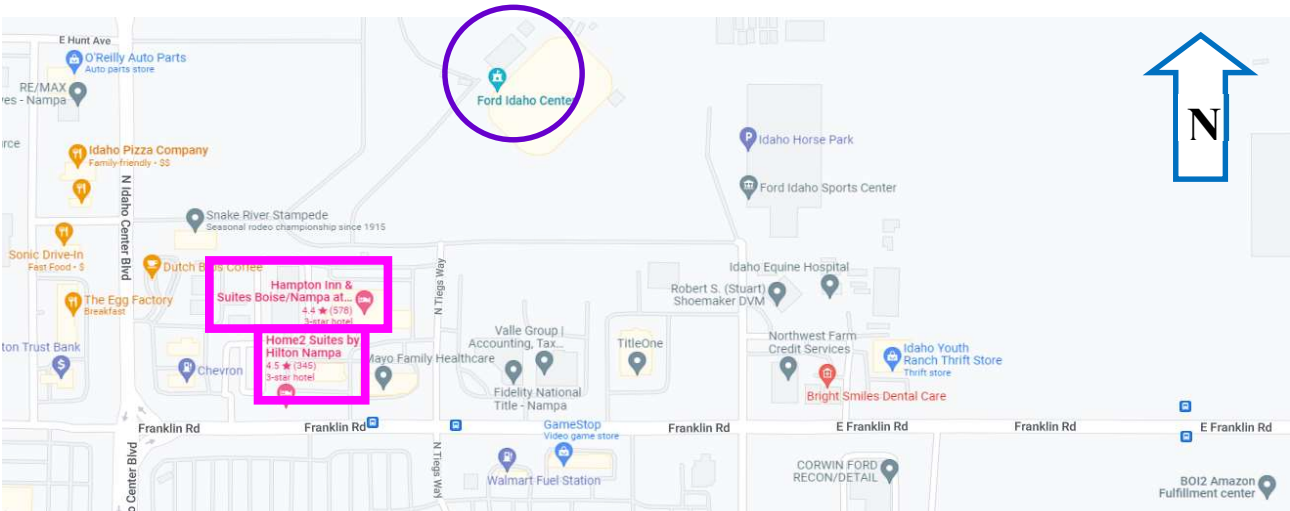 E Hunt Ave
O'Reilly Auto Parts
Auto parts store
RE/MAX
es - Nampa
Ford Idaho Center
N
rce
Idaho Pizza Company
Family-friendly · $$
Idaho Horse Park
N Idaho Center Blvd
Ford Idaho Sports Center
Snake River Stampede
Seasonal rodeo championship since 1915
Sonic Drive-In
Fast Food · $
Dutch Bros Coffee
N Tiegs Way
Hampton Inn &
Suites Boise/Nampa at...
4.4 ★ (578)
3-star hotel
Idaho Equine Hospital
Robert S. (Stuart)
Shoemaker DVM
The Egg Factory
Breakfast
Home2 Suites by
Hilton Nampa
4.5 ★ (345)
3-star hotel
Valle Group |
Accounting, Tax...
TitleOne
Northwest Farm
Credit Services
Idaho Youth
Ranch Thrift Store
Thrift store
ton Trust Bank
Chevron
Mayo Family Healthcare
Fidelity National
Title - Nampa
Bright Smiles Dental Care
Franklin Rd
Franklin Rd
GameStop
Video game store
Franklin Rd
E Franklin Rd
Franklin Rd
E Franklin Rd
o Center Blvd
N Tiegs Way
Walmart Fuel Station
CORWIN FORD
RECON/DETAIL
BOI2 Amazon
Fulfillment center